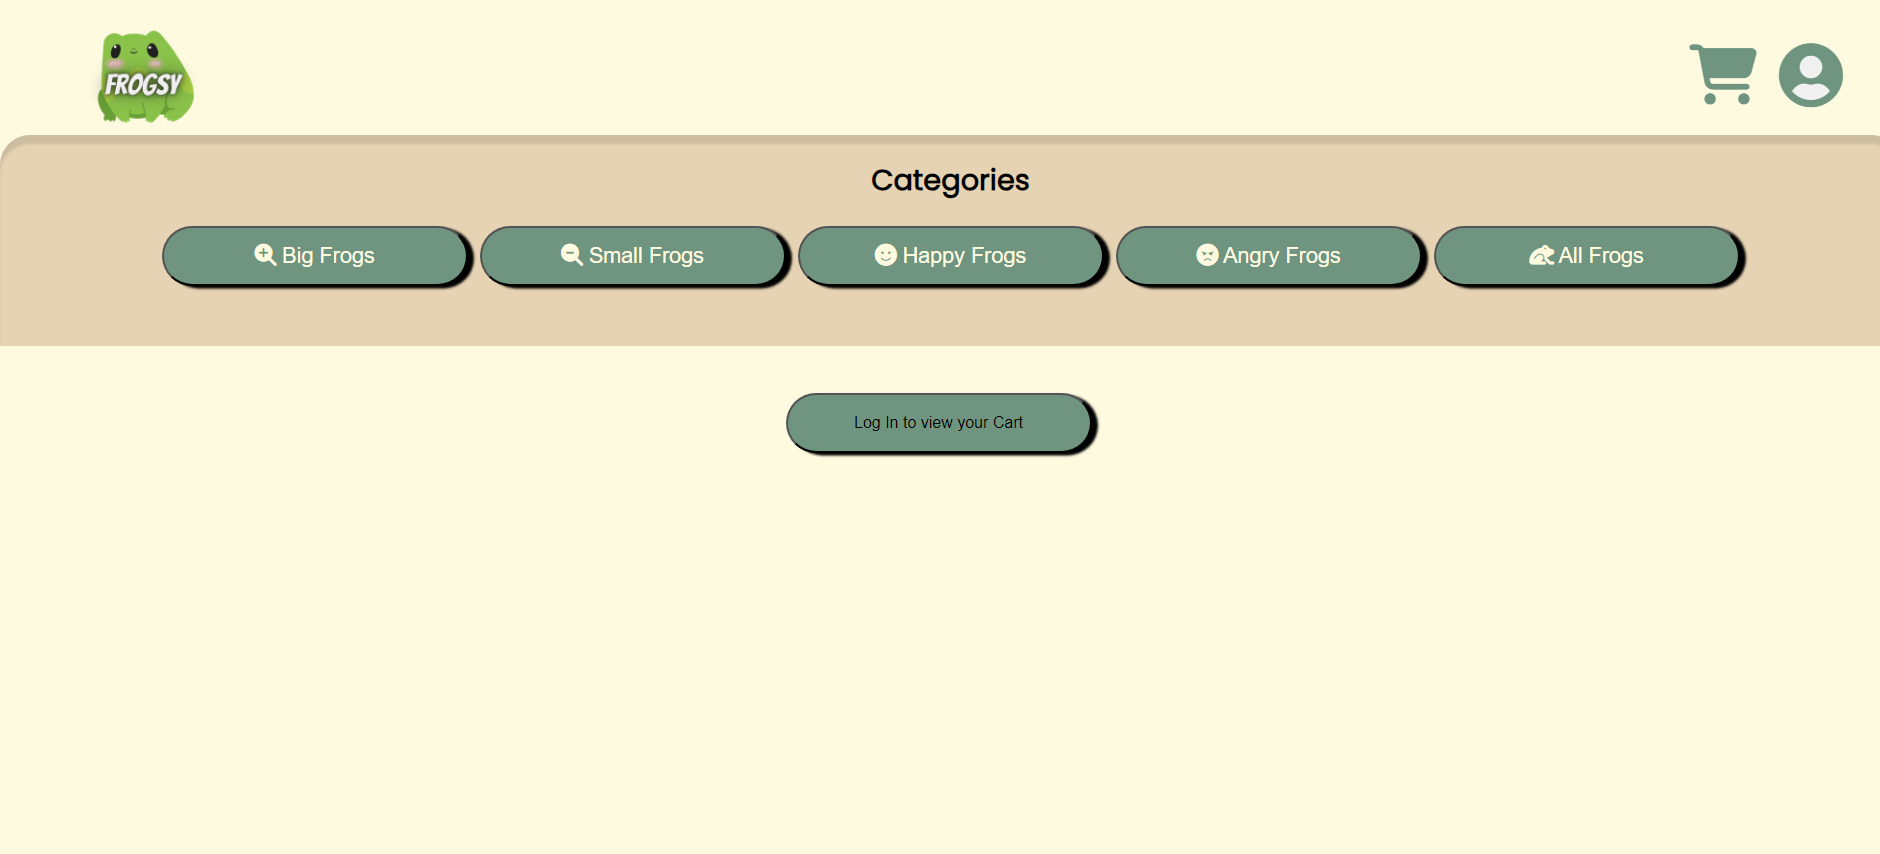 FROGSY
Categories
Big Frogs
Small Frogs
Happy Frogs
Angry Frogs
All Frogs
Log In to view your Cart